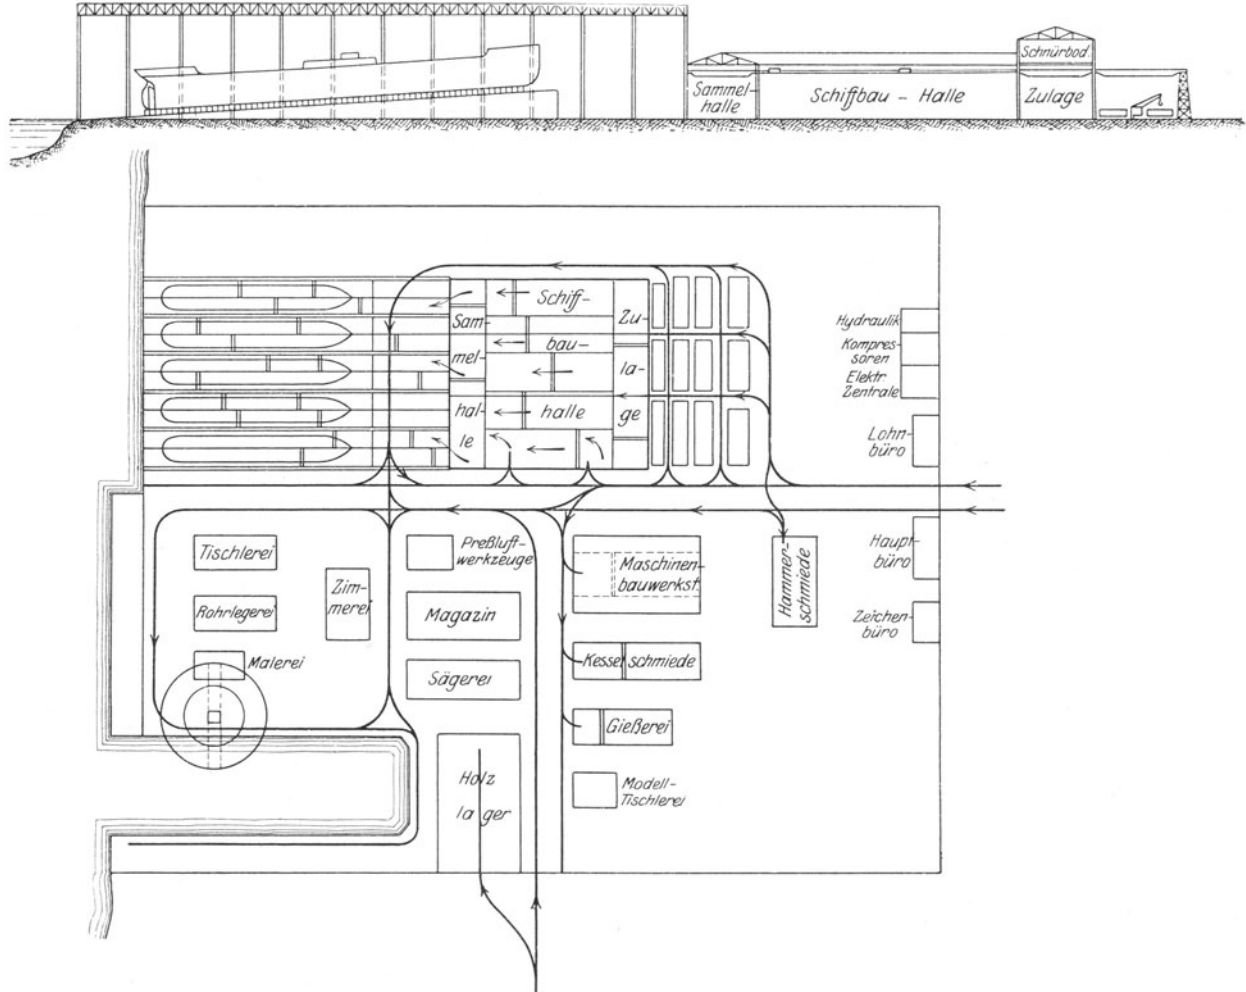 Schnürbod.
Sammel-
halle
Schiffbau - Halle
Zulage
Schiff-
Sam-
Zu-
bau-
mel-
la-
hal-
halle
ge
le
Hydraulik
Kompres-
soren
Elektr.
Zentrale
Lohn-
büro
Tischlerei
Preßluft-
werkzeuge
Maschinen-
bauwerkst.
Hammer-
schmiede
Haupt
büro
Zim-
merei
Rohrlegerei
Magazin
Zeichen-
büro
Malerei
Kessel schmiede
Sägerei
Gießerei
Holz
lager
Modell-
Tischlerei